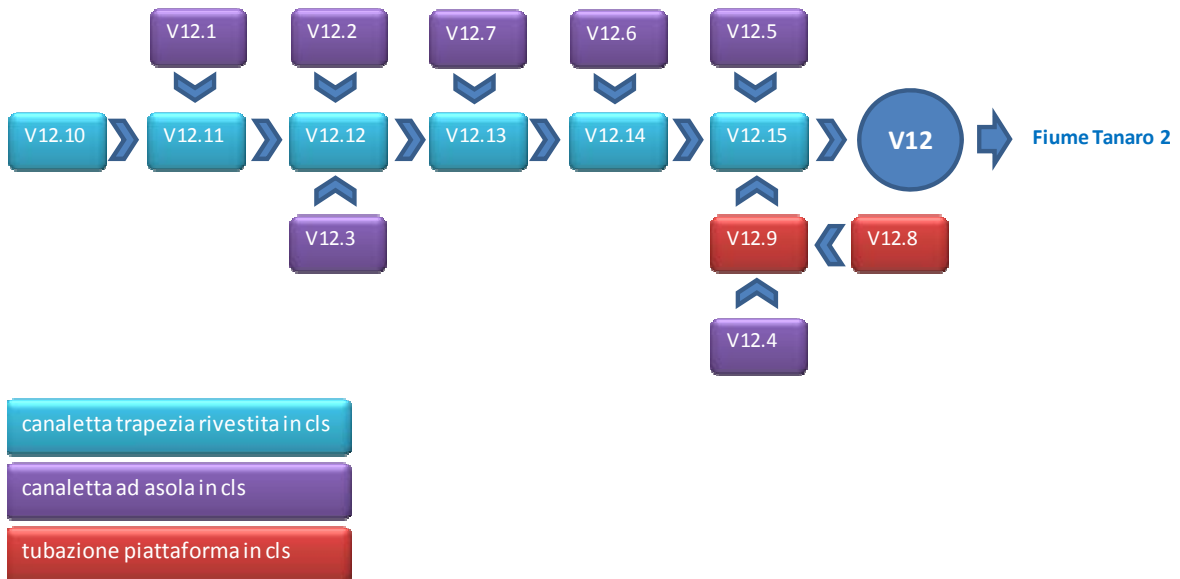 V12.1
V12.2
V12.7
V12.6
V12.5
V12.10
V12.11
V12.12
V12.13
V12.14
V12.15
V12
Fiume Tanaro 2
V12.3
V12.9
V12.8
V12.4
canaletta trapezia rivestita in cls
canaletta ad asola in cls
tubazione piattaforma in cls